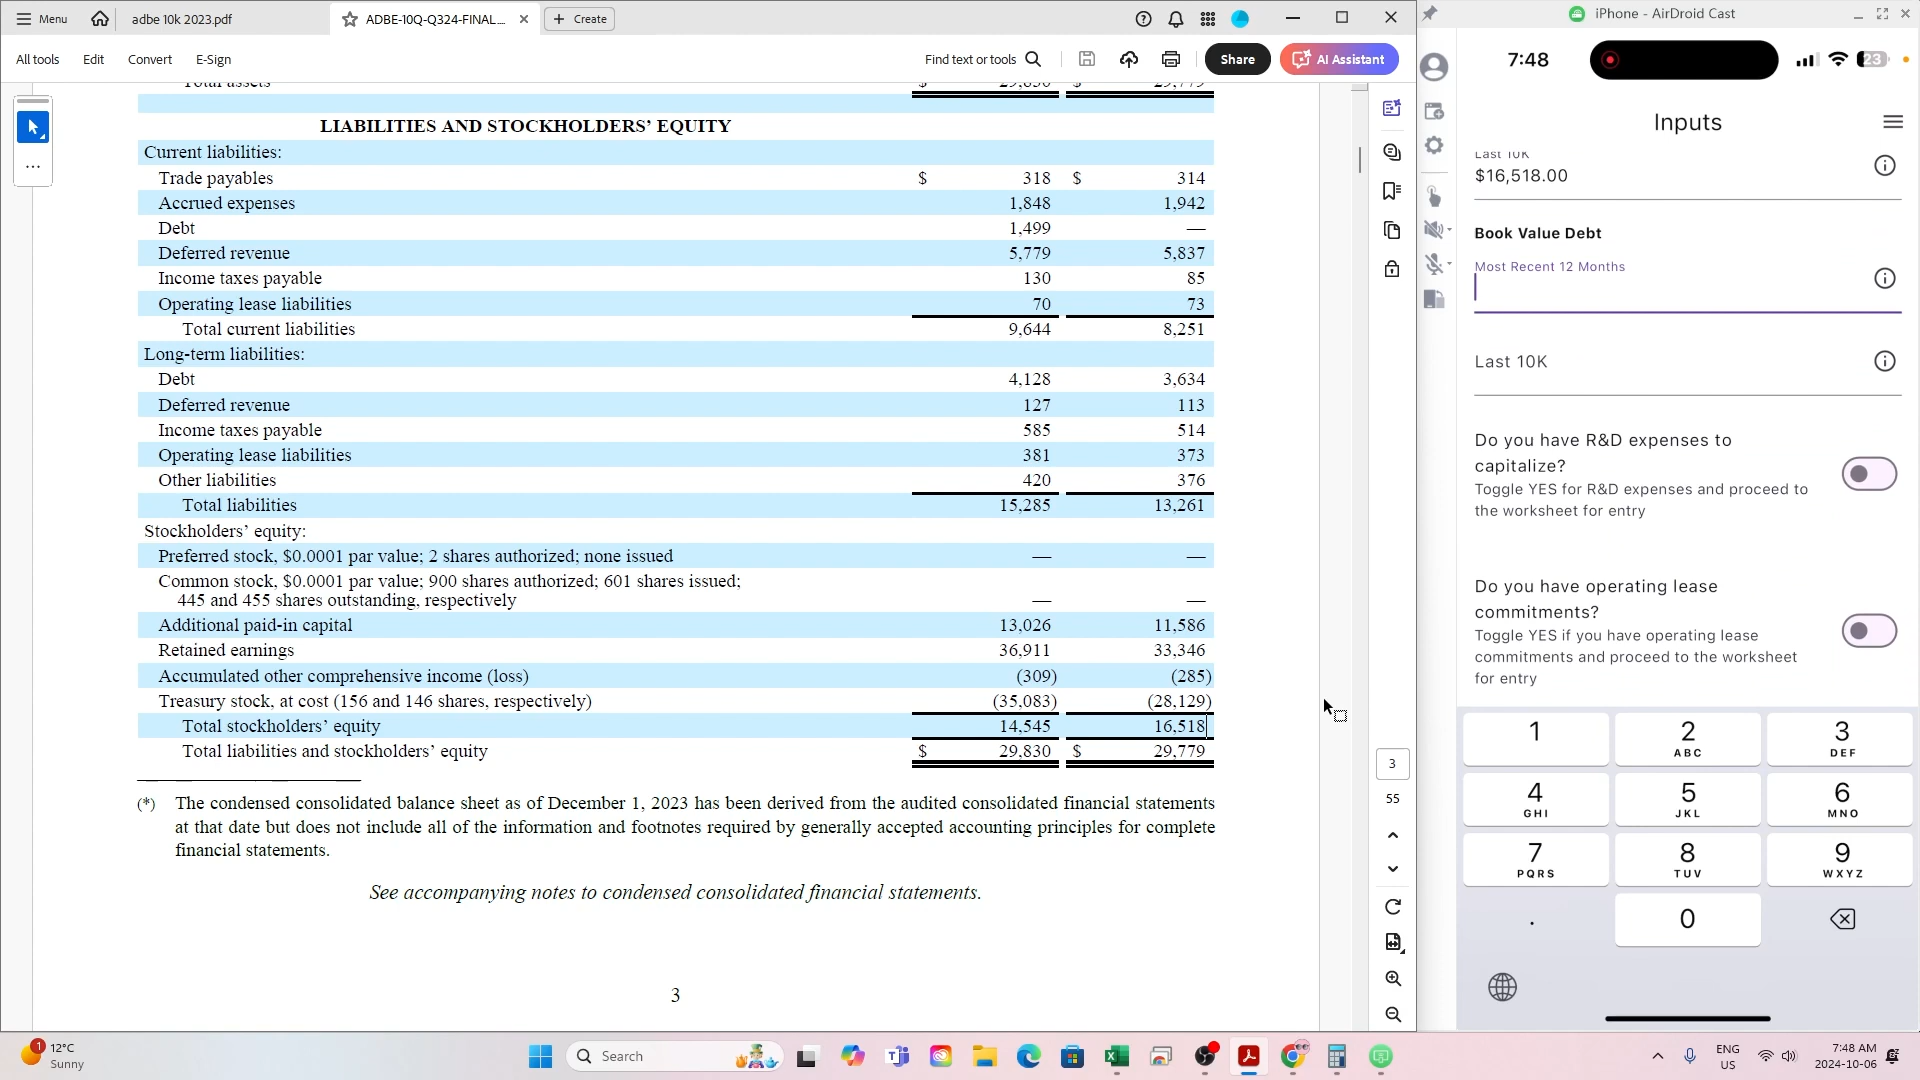 Menu
adbe 10k 2023.pdf
ADBE-10Q-Q324-FINAL....
Create
iPhone - AirDroid Cast
All tools
Edit
Convert
E-Sign
Find text or tools
Share
AI Assistant
Total assets $ 29,830 $ 29,779
LIABILITIES AND STOCKHOLDERS’ EQUITY
Current liabilities:
Trade payables $ 318 $ 314
Accrued expenses 1,848 1,942
Debt 1,499 —
Deferred revenue 5,779 5,837
Income taxes payable 130 85
Operating lease liabilities 70 73
Total current liabilities 9,644 8,251
Long-term liabilities:
Debt 4,128 3,634
Deferred revenue 127 113
Income taxes payable 585 514
Operating lease liabilities 381 373
Other liabilities 420 376
Total liabilities 15,285 13,261
Stockholders’ equity:
Preferred stock, $0.0001 par value; 2 shares authorized; none issued — —
Common stock, $0.0001 par value; 900 shares authorized; 601 shares issued;
445 and 455 shares outstanding, respectively — —
Additional paid-in capital 13,026 11,586
Retained earnings 36,911 33,346
Accumulated other comprehensive income (loss) (309) (285)
Treasury stock, at cost (156 and 146 shares, respectively) (35,083) (28,129)
Total stockholders’ equity 14,545 16,518
Total liabilities and stockholders’ equity $ 29,830 $ 29,779
(*) The condensed consolidated balance sheet as of December 1, 2023 has been derived from the audited consolidated financial statements
at that date but does not include all of the information and footnotes required by generally accepted accounting principles for complete
financial statements.
See accompanying notes to condensed consolidated financial statements.
3
3
55
7:48
23
Inputs
Last 10K
$16,518.00
Book Value Debt
Most Recent 12 Months
Last 10K
Do you have R&D expenses to
capitalize?
Toggle YES for R&D expenses and proceed to
the worksheet for entry
Do you have operating lease
commitments?
Toggle YES if you have operating lease
commitments and proceed to the worksheet
for entry
1
2
ABC
3
DEF
4
GHI
5
JKL
6
MNO
7
PQRS
8
TUV
9
WXYZ
.
0
1
12°C
Sunny
Search
ENG
US
7:48 AM
2024-10-06